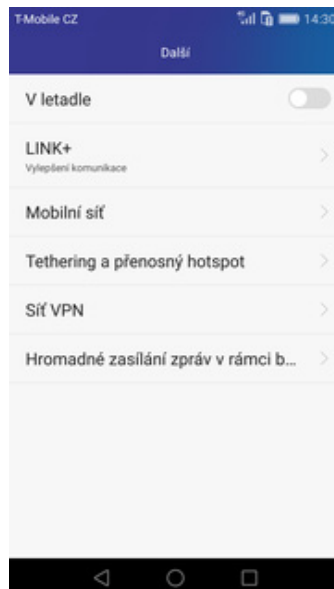 T-Mobile CZ 14:30
Další
V letadle
LINK+
Vylepšení komunikace
Mobilní síť
Tethering a přenosný hotspot
Síť VPN
Hromadné zasílání zpráv v rámci b...